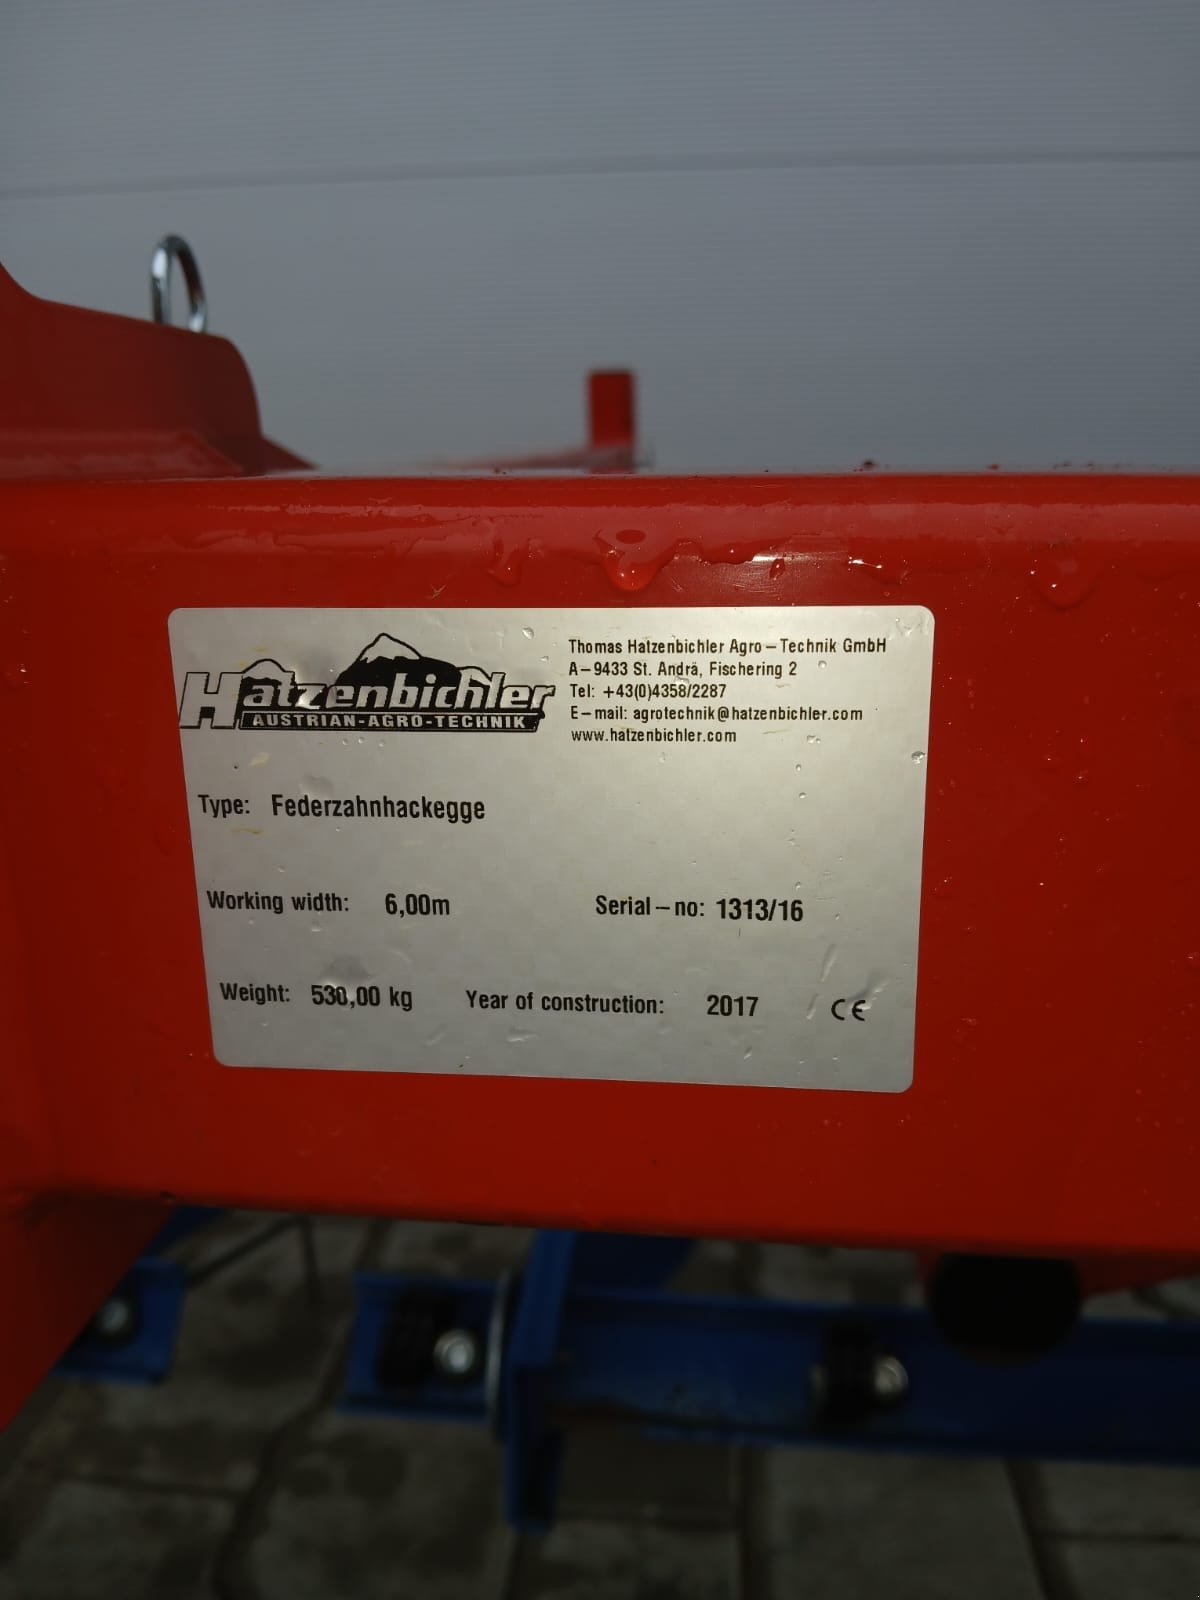 Hatzenbichler
AUSTRIAN-AGRO-TECHNIK
Thomas Hatzenbichler Agro – Technik GmbH
A – 9433 St. Andrä, Fischering 2
Tel: +43(0)4358/2287
E – mail: agrotechnik@hatzenbichler.com
www.hatzenbichler.com
Type: Federzahnhackegge
Working width: 6,00m Serial – no: 1313/16
Weight: 530,00 kg Year of construction: 2017 CE